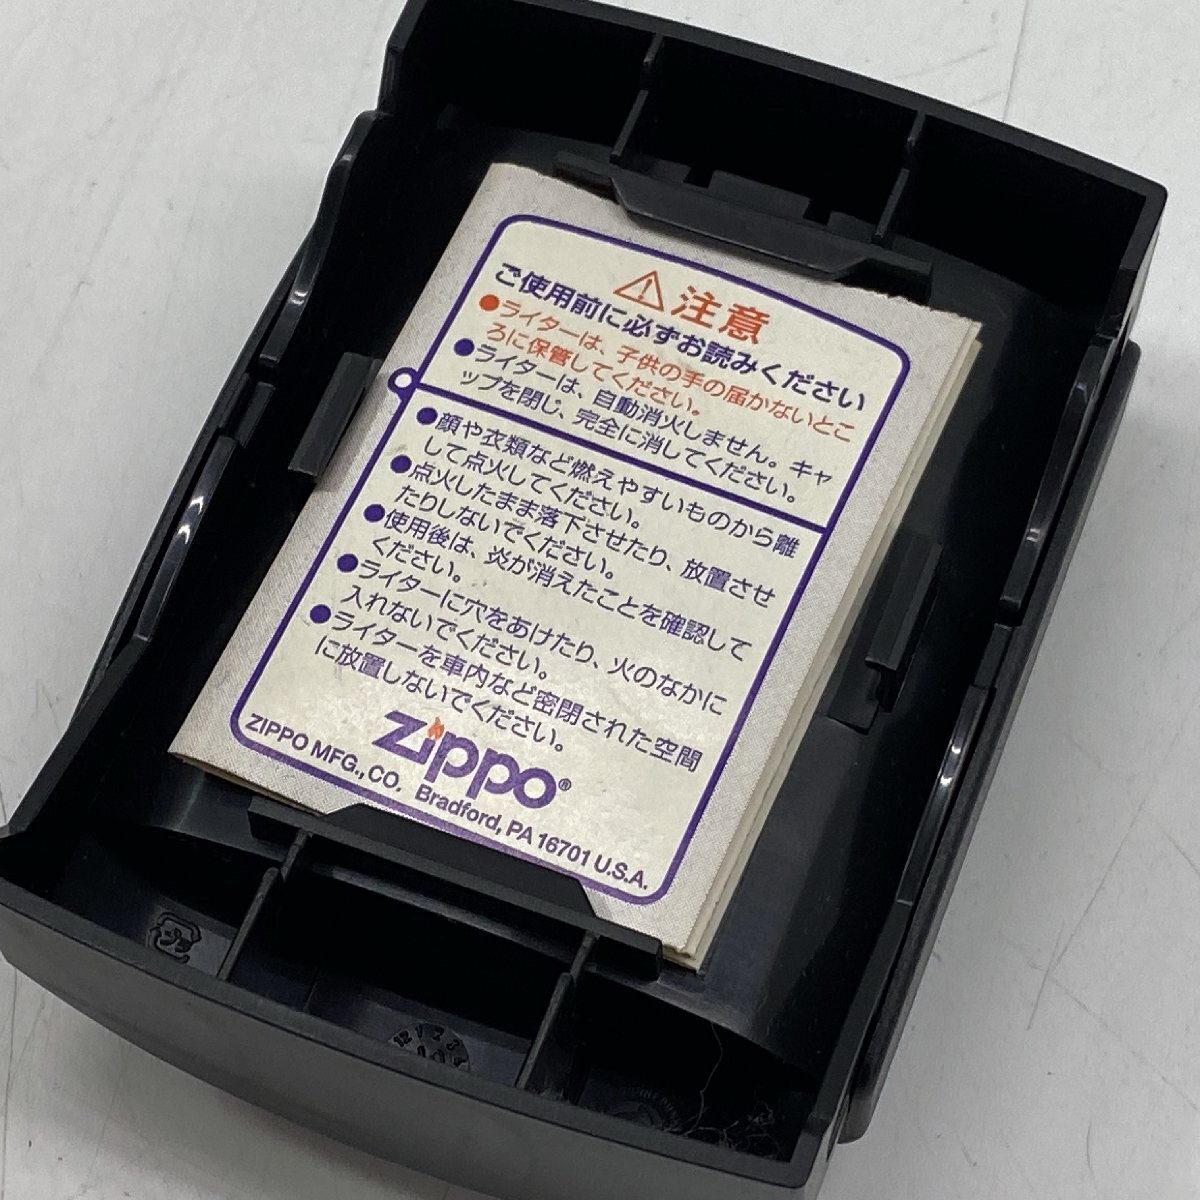 注意
ご使用前に必ずお読みください
●ライターは、子供の手の届かないとこ
ろに保管してください。
●ライターは、自動消火しません。キャ
ップを閉じ、完全に消してください。
●顔や衣類など燃えやすいものから離
して点火してください。
●点火したまま落下させたり、放置させ
たりしないでください。
●使用後は、炎が消えたことを確認して
ください。
●ライターに穴をあけたり、火のなかに
入れないでください。
●ライターを車内など密閉された空間
に放置しないでください。
Zippo®
ZIPPO MFG., CO. Bradford, PA 16701 U.S.A.
プラ
12 1 2 3